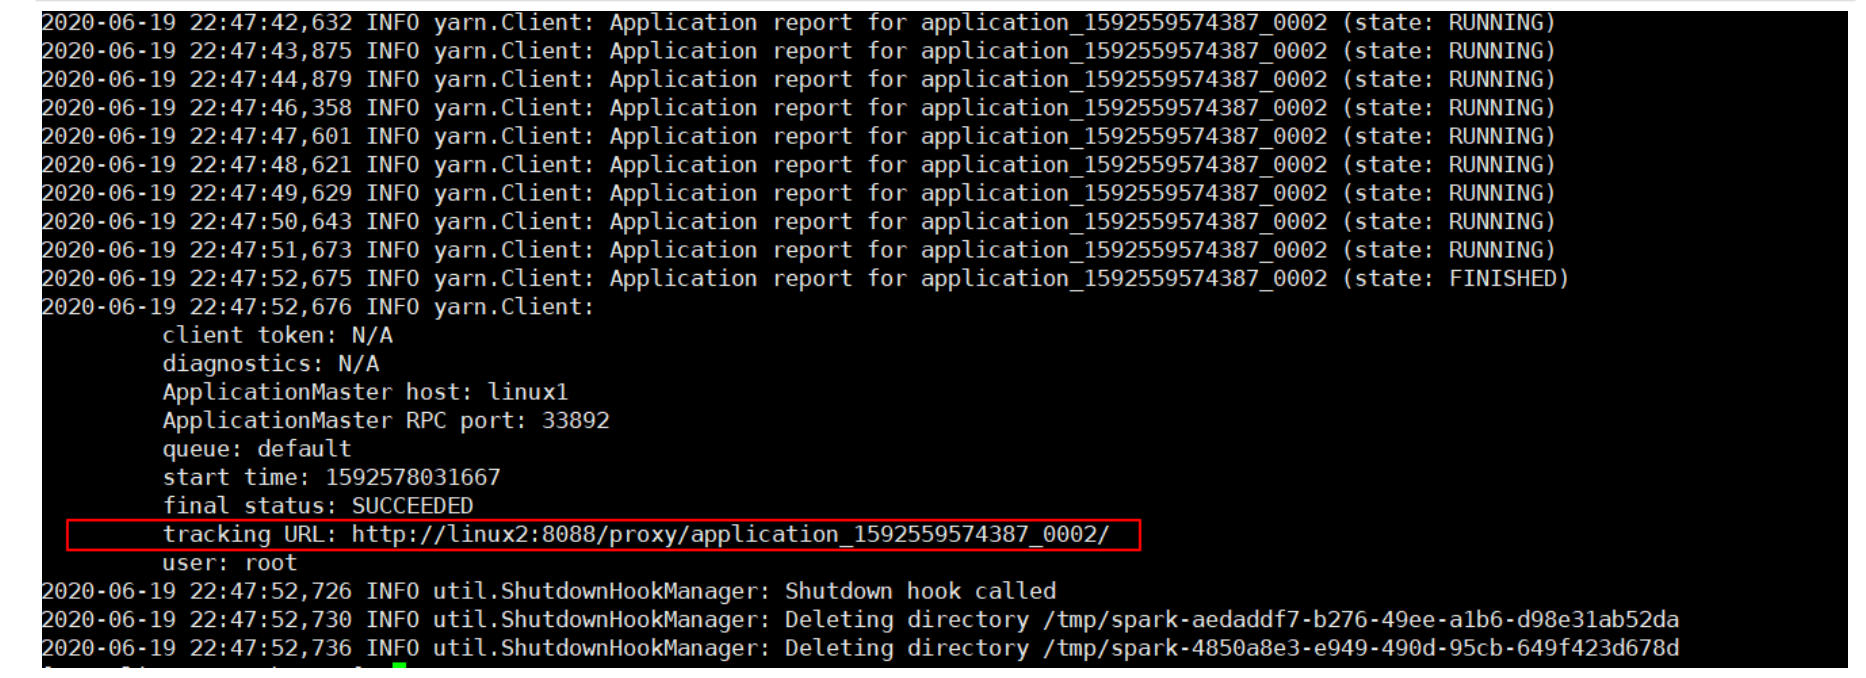 2020-06-19 22:47:42,632 INFO yarn.Client: Application report for application_1592559574387_0002 (state: RUNNING)
2020-06-19 22:47:43,875 INFO yarn.Client: Application report for application_1592559574387_0002 (state: RUNNING)
2020-06-19 22:47:44,879 INFO yarn.Client: Application report for application_1592559574387_0002 (state: RUNNING)
2020-06-19 22:47:46,358 INFO yarn.Client: Application report for application_1592559574387_0002 (state: RUNNING)
2020-06-19 22:47:47,601 INFO yarn.Client: Application report for application_1592559574387_0002 (state: RUNNING)
2020-06-19 22:47:48,621 INFO yarn.Client: Application report for application_1592559574387_0002 (state: RUNNING)
2020-06-19 22:47:49,629 INFO yarn.Client: Application report for application_1592559574387_0002 (state: RUNNING)
2020-06-19 22:47:50,643 INFO yarn.Client: Application report for application_1592559574387_0002 (state: RUNNING)
2020-06-19 22:47:51,673 INFO yarn.Client: Application report for application_1592559574387_0002 (state: RUNNING)
2020-06-19 22:47:52,675 INFO yarn.Client: Application report for application_1592559574387_0002 (state: FINISHED)
2020-06-19 22:47:52,676 INFO yarn.Client:
client token: N/A
diagnostics: N/A
ApplicationMaster host: linux1
ApplicationMaster RPC port: 33892
queue: default
start time: 1592578031667
final status: SUCCEEDED
tracking URL: http://linux2:8088/proxy/application_1592559574387_0002/
user: root
2020-06-19 22:47:52,726 INFO util.ShutdownHookManager: Shutdown hook called
2020-06-19 22:47:52,730 INFO util.ShutdownHookManager: Deleting directory /tmp/spark-aedaddf7-b276-49ee-a1b6-d98e31ab52da
2020-06-19 22:47:52,736 INFO util.ShutdownHookManager: Deleting directory /tmp/spark-4850a8e3-e949-490d-95cb-649f423d678d